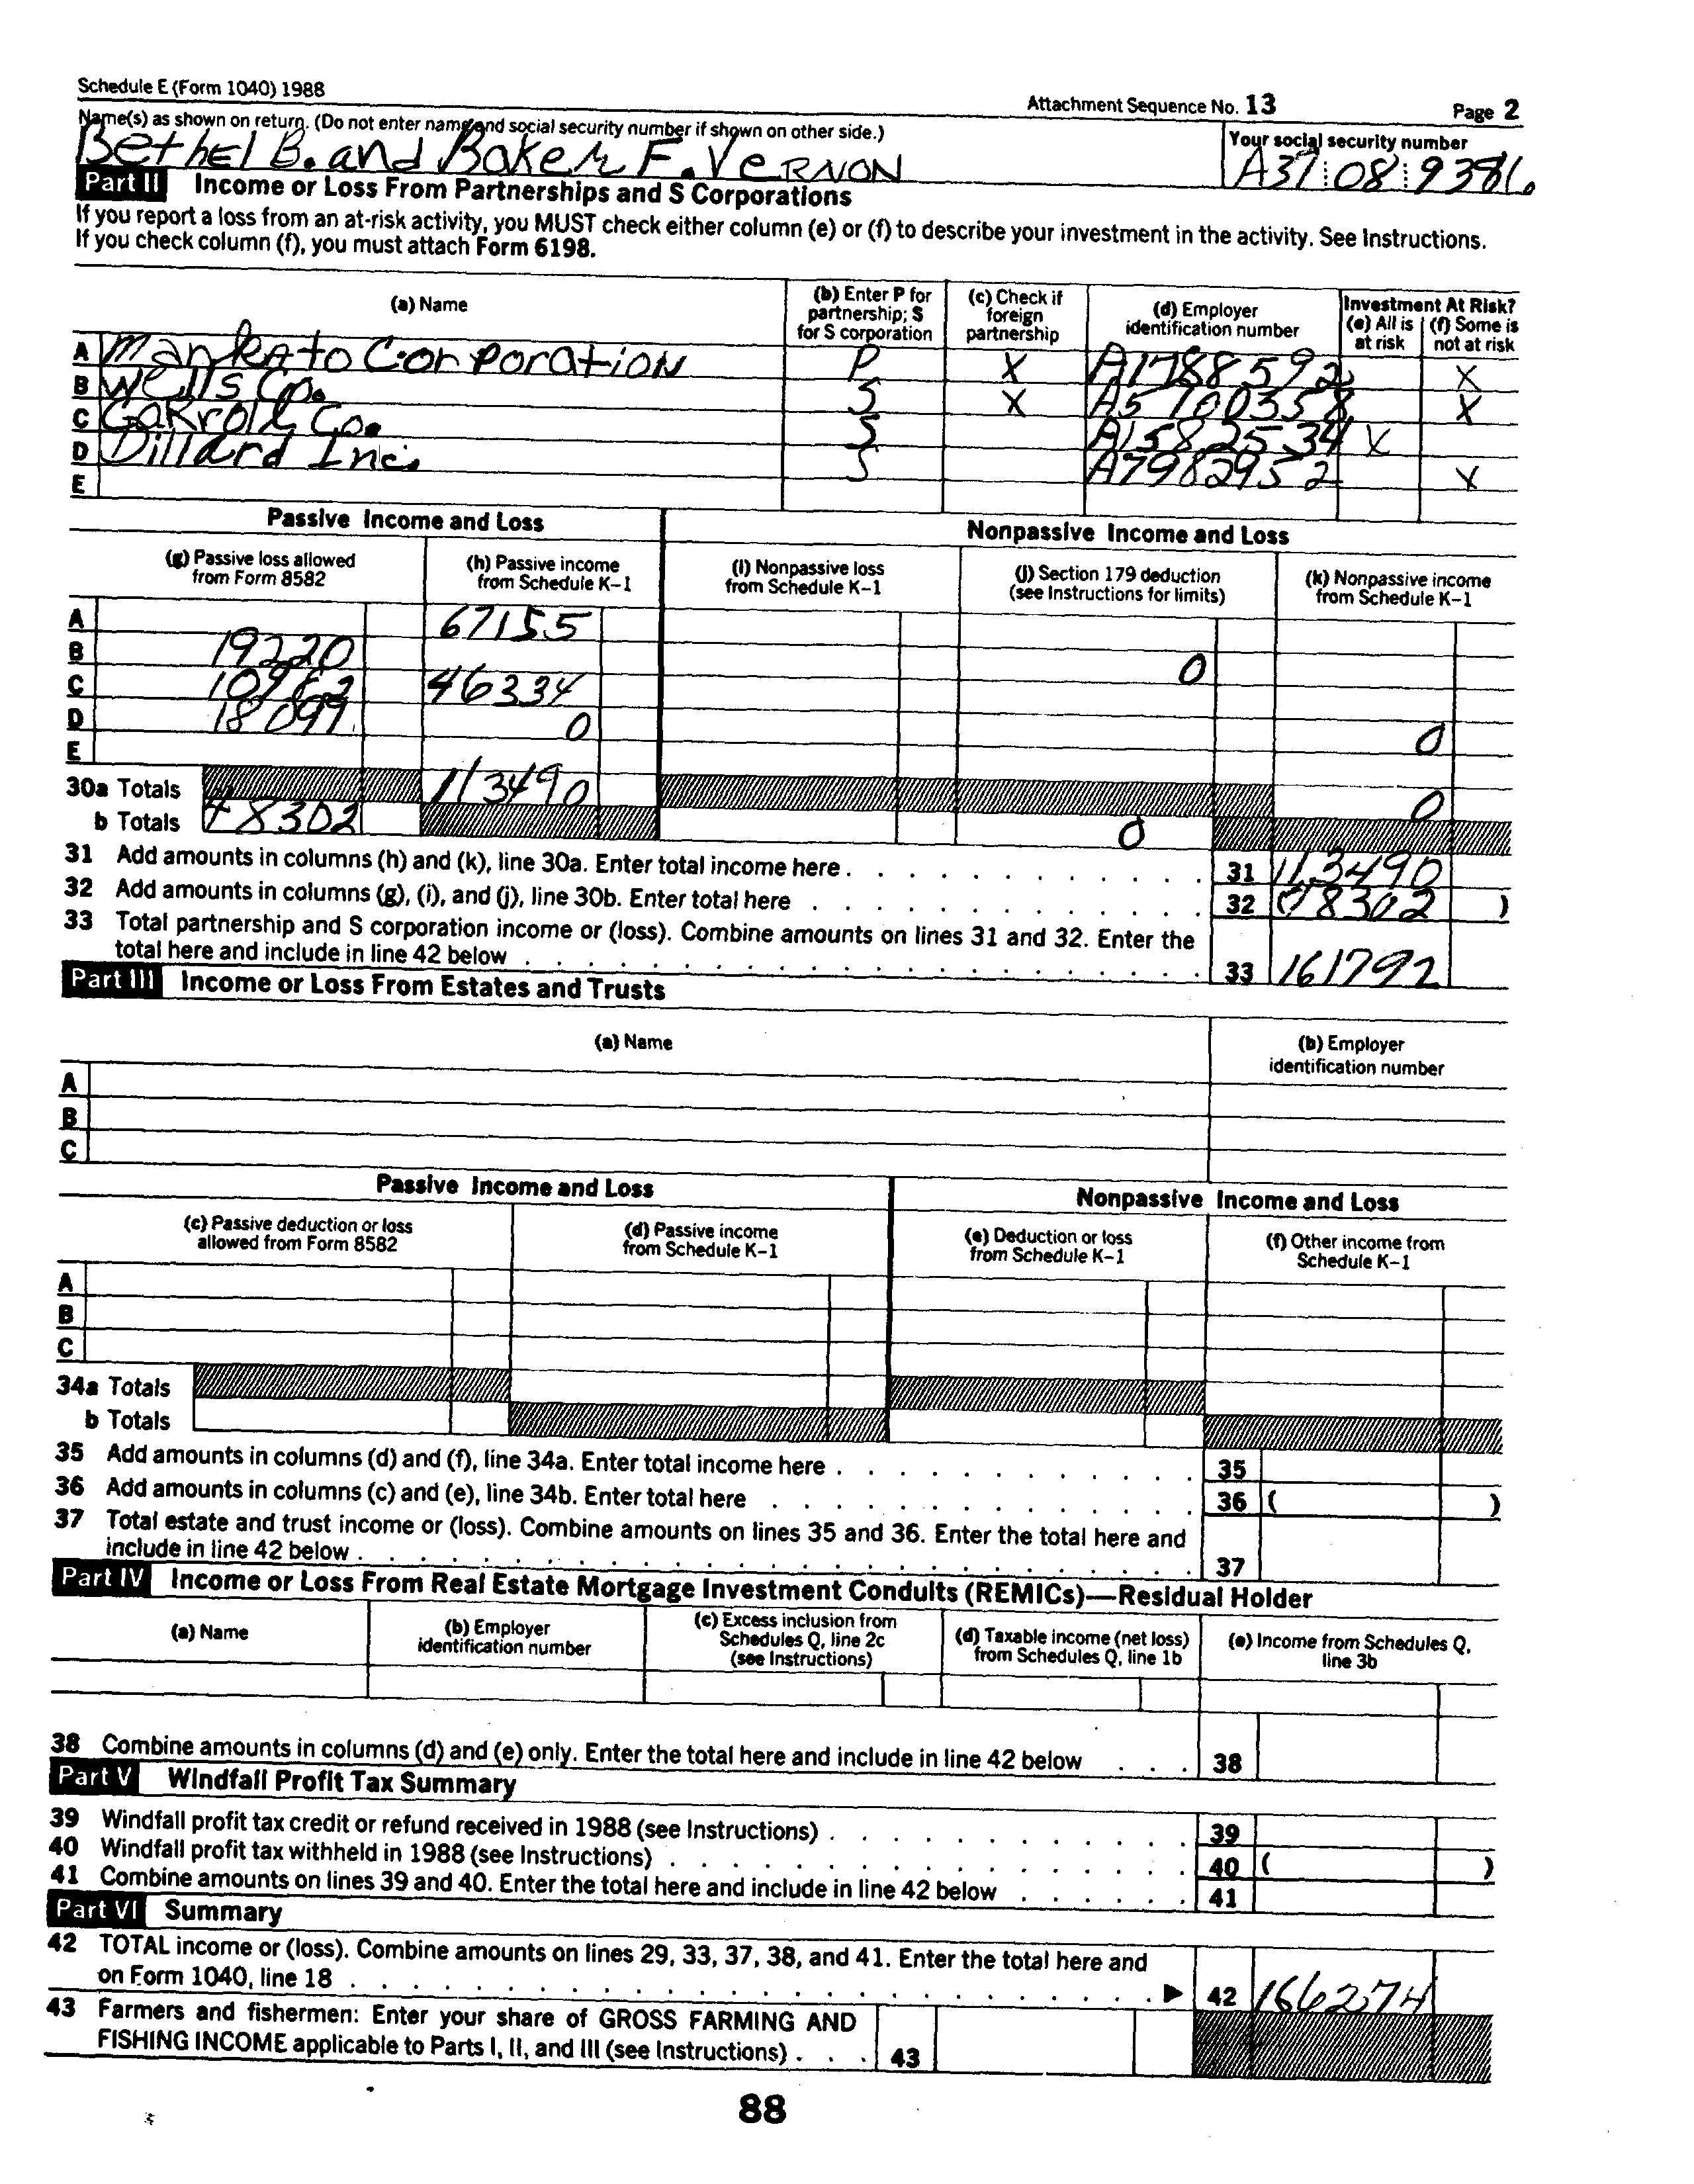 Schedule E (Form 1040) 1988
Attachment Sequence No. 13 Page 2
Name(s) as shown on return. (Do not enter name and social security number if shown on other side.)
Your social security number
Bethel B. and Baker F. Vernon A37 08 9386
Part II Income or Loss From Partnerships and S Corporations
If you report a loss from an at-risk activity, you MUST check either column (e) or (f) to describe your investment in the activity. See Instructions.
If you check column (f), you must attach Form 6198.
(a) Name (b) Enter P for partnership; S for S corporation (c) Check if foreign partnership (d) Employer identification number Investment At Risk? (e) All is at risk (f) Some is not at risk
A Mankato Corporation P X A1788592 X
B Wells Co. S X A5700358 X
C Carroll Co. S A1582534 X
D Dillard Inc. S A7982952 X
E
Passive Income and Loss Nonpassive Income and Loss
(g) Passive loss allowed from Form 8582 (h) Passive income from Schedule K-1 (i) Nonpassive loss from Schedule K-1 (j) Section 179 deduction (see Instructions for limits) (k) Nonpassive income from Schedule K-1
A 67155
B 19220 0
C 46334
D 18099 0 0
E
30a Totals 113490 0
b Totals 48302 0
31 Add amounts in columns (h) and (k), line 30a. Enter total income here . 31 113490
32 Add amounts in columns (g), (i), and (j), line 30b. Enter total here . 32 (48302 )
33 Total partnership and S corporation income or (loss). Combine amounts on lines 31 and 32. Enter the
total here and include in line 42 below . 33 161792
Part III Income or Loss From Estates and Trusts
(a) Name (b) Employer identification number
A
B
C
Passive Income and Loss Nonpassive Income and Loss
(c) Passive deduction or loss allowed from Form 8582 (d) Passive income from Schedule K-1 (e) Deduction or loss from Schedule K-1 (f) Other income from Schedule K-1
A
B
C
34a Totals
b Totals
35 Add amounts in columns (d) and (f), line 34a. Enter total income here . 35
36 Add amounts in columns (c) and (e), line 34b. Enter total here . 36 ( )
37 Total estate and trust income or (loss). Combine amounts on lines 35 and 36. Enter the total here and
include in line 42 below . 37
Part IV Income or Loss From Real Estate Mortgage Investment Conduits (REMICs)—Residual Holder
(a) Name (b) Employer identification number (c) Excess inclusion from Schedules Q, line 2c (see Instructions) (d) Taxable income (net loss) from Schedules Q, line 1b (e) Income from Schedules Q, line 3b
38 Combine amounts in columns (d) and (e) only. Enter the total here and include in line 42 below . . . 38
Part V Windfall Profit Tax Summary
39 Windfall profit tax credit or refund received in 1988 (see Instructions) . 39
40 Windfall profit tax withheld in 1988 (see Instructions) . 40 ( )
41 Combine amounts on lines 39 and 40. Enter the total here and include in line 42 below . 41
Part VI Summary
42 TOTAL income or (loss). Combine amounts on lines 29, 33, 37, 38, and 41. Enter the total here and
on Form 1040, line 18 . ▶ 42 166274
43 Farmers and fishermen: Enter your share of GROSS FARMING AND
FISHING INCOME applicable to Parts I, II, and III (see Instructions) . . . 43
88